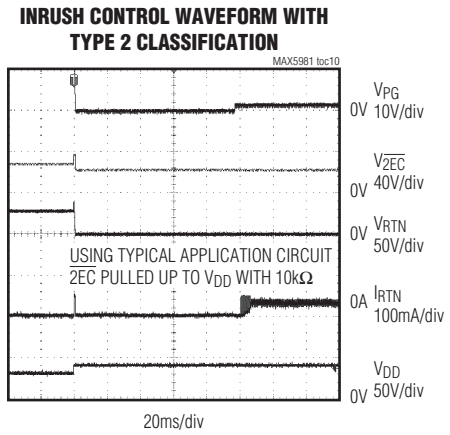 INRUSH CONTROL WAVEFORM WITH
TYPE 2 CLASSIFICATION
MAX5981 toc10
VPG
0V 10V/div
V2EC
40V/div
0V
VRTN
0V
50V/div
USING TYPICAL APPLICATION CIRCUIT
2EC PULLED UP TO VDD WITH 10kΩ
IRTN
0A
100mA/div
VDD
50V/div
0V
20ms/div